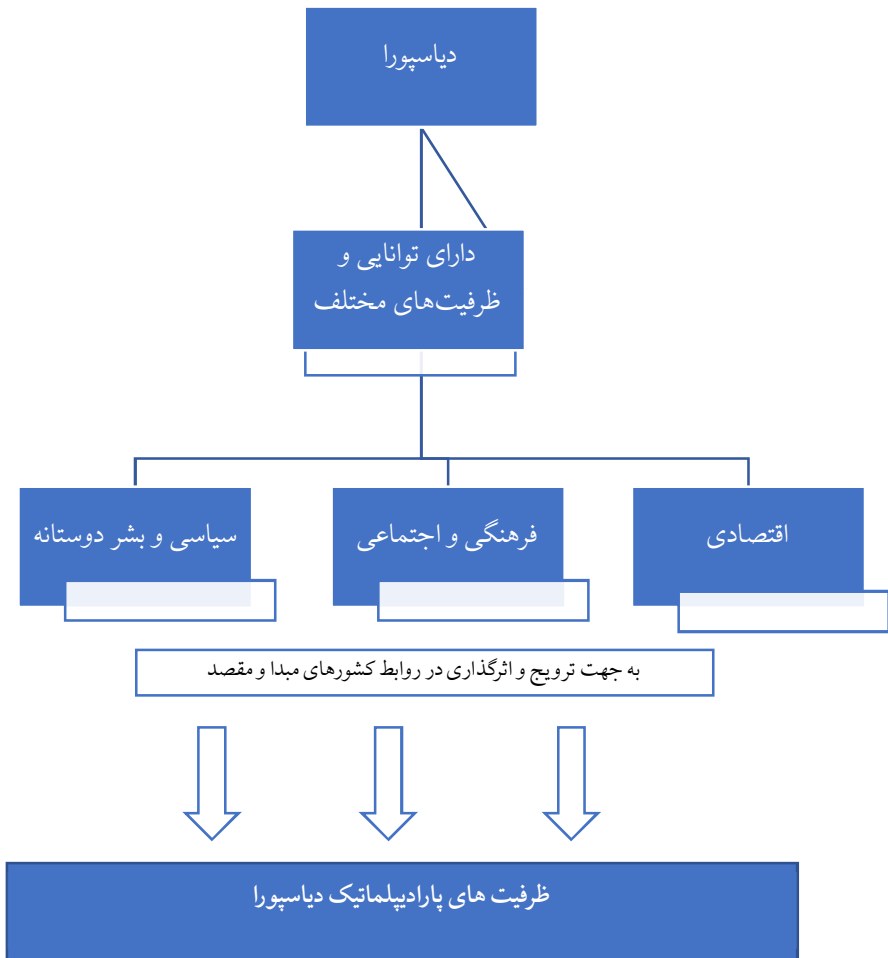 دیاسپورا
دارای توانایی و
ظرفیت‌های مختلف
اقتصادی
فرهنگی و اجتماعی
سیاسی و بشر دوستانه
به جهت ترویج و اثرگذاری در روابط کشورهای مبدا و مقصد
ظرفیت های پارادیپلماتیک دیاسپورا